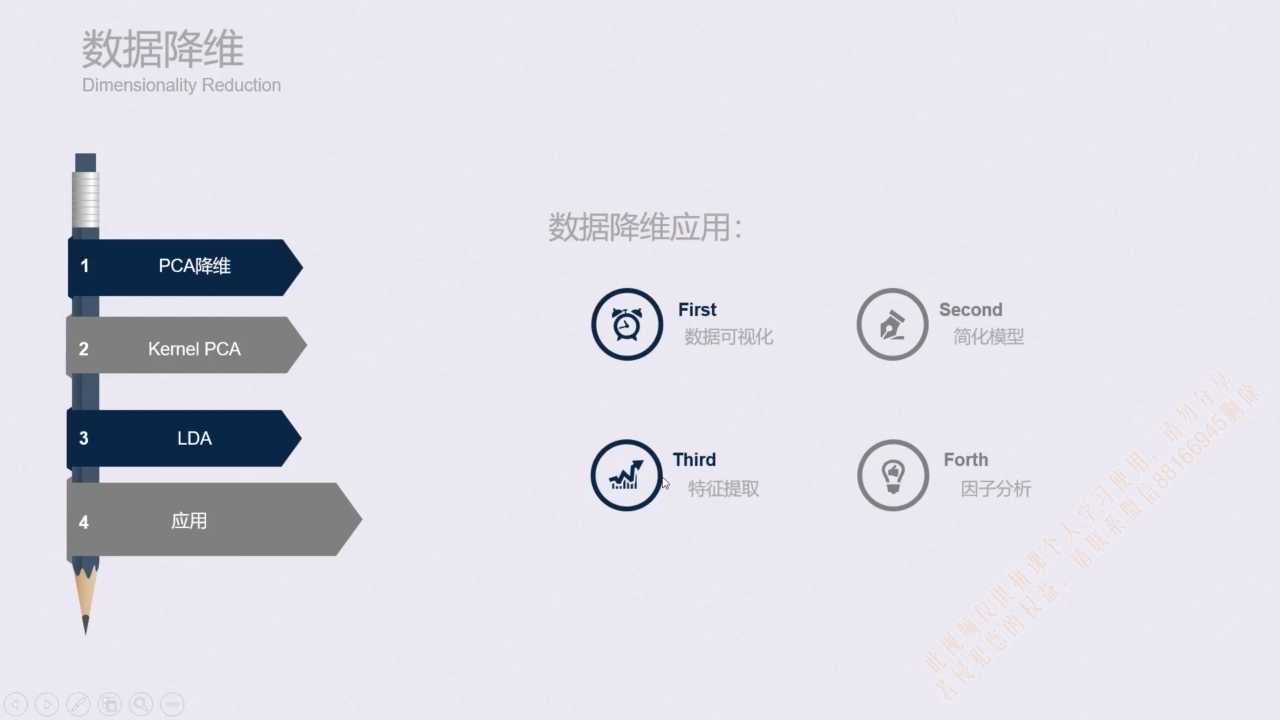 数据降维
Dimensionality Reduction
1 PCA降维
2 Kernel PCA
3 LDA
4 应用
数据降维应用：
First
数据可视化
Second
简化模型
Third
特征提取
Forth
因子分析
此视频仅供拼课个人学习使用，请勿分享
若侵犯您的权益，请联系微信88166945删除